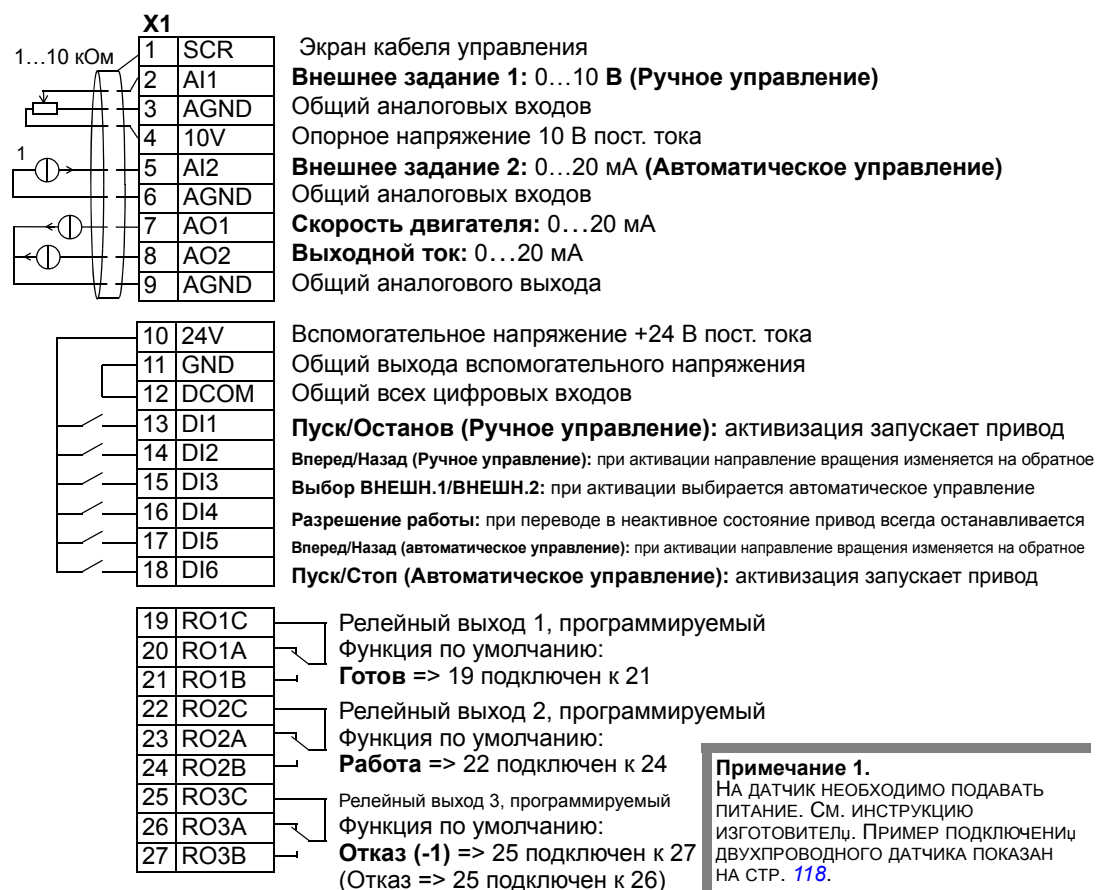 X1
1…10 кОм
1 SCR Экран кабеля управления
2 AI1 Внешнее задание 1: 0…10 В (Ручное управление)
3 AGND Общий аналоговых входов
4 10V Опорное напряжение 10 В пост. тока
1
5 AI2 Внешнее задание 2: 0…20 мА (Автоматическое управление)
6 AGND Общий аналоговых входов
7 AO1 Скорость двигателя: 0…20 мА
8 AO2 Выходной ток: 0…20 мА
9 AGND Общий аналогового выхода
10 24V Вспомогательное напряжение +24 В пост. тока
11 GND Общий выхода вспомогательного напряжения
12 DCOM Общий всех цифровых входов
13 DI1 Пуск/Останов (Ручное управление): активизация запускает привод
14 DI2 Вперед/Назад (Ручное управление): при активации направление вращения изменяется на обратное
15 DI3 Выбор ВНЕШН.1/ВНЕШН.2: при активации выбирается автоматическое управление
16 DI4 Разрешение работы: при переводе в неактивное состояние привод всегда останавливается
17 DI5 Вперед/Назад (автоматическое управление): при активации направление вращения изменяется на обратное
18 DI6 Пуск/Стоп (Автоматическое управление): активизация запускает привод
19 RO1C Релейный выход 1, программируемый
20 RO1A Функция по умолчанию:
21 RO1B Готов => 19 подключен к 21
22 RO2C Релейный выход 2, программируемый
23 RO2A Функция по умолчанию:
24 RO2B Работа => 22 подключен к 24
25 RO3C Релейный выход 3, программируемый
26 RO3A Функция по умолчанию:
27 RO3B Отказ (-1) => 25 подключен к 27
(Отказ => 25 подключен к 26)
Примечание 1.
НА ДАТЧИК НЕОБХОДИМО ПОДАВАТЬ
ПИТАНИЕ. СМ. ИНСТРУКЦИЮ
ИЗГОТОВИТЕЛџ. ПРИМЕР ПОДКЛЮЧЕНИџ
ДВУХПРОВОДНОГО ДАТЧИКА ПОКАЗАН
НА СТР. 118.